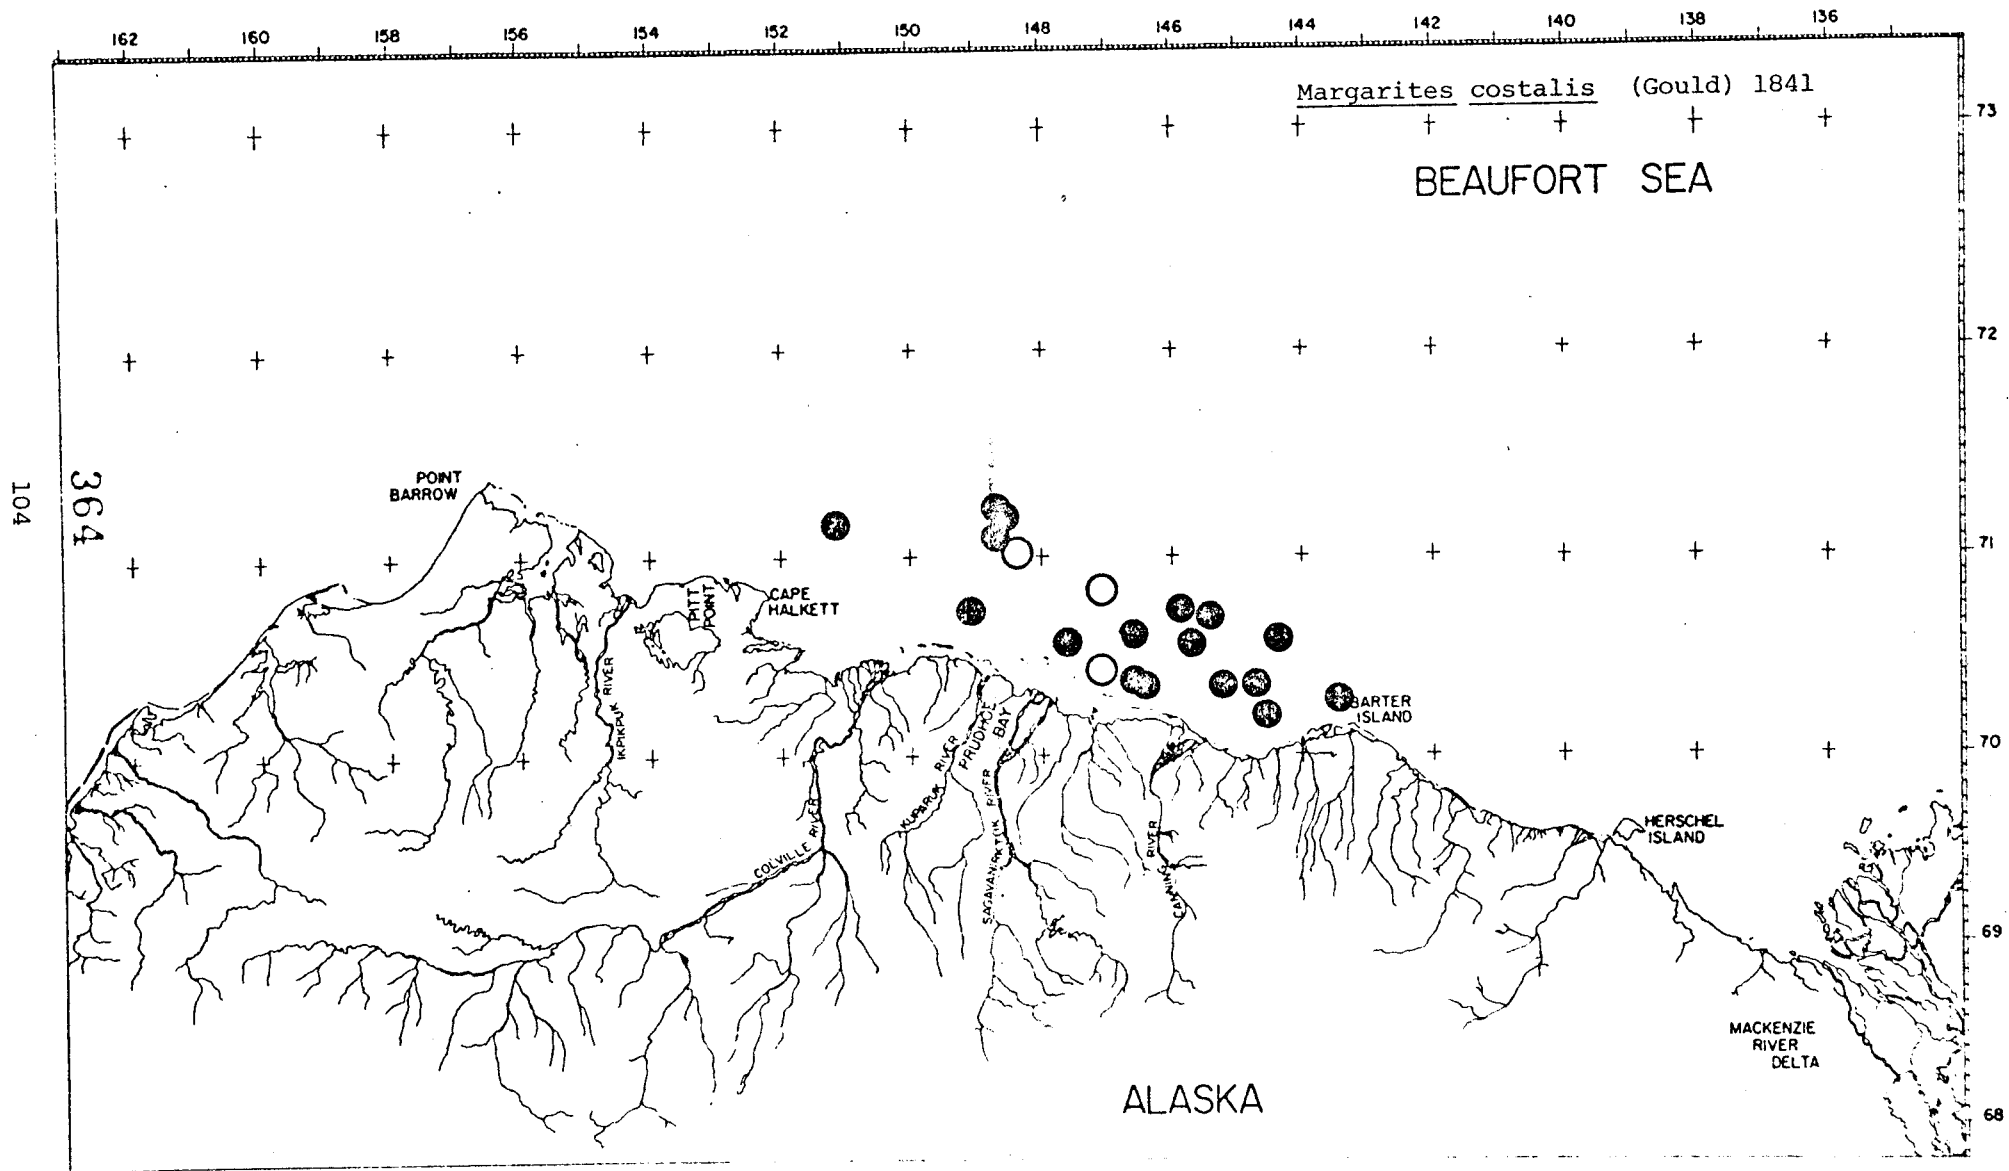 162 160 158 156 154 152 150 148 146 144 142 140 138 136
Margarites costalis (Gould) 1841
73
BEAUFORT SEA
72
POINT
BARROW
364
104
71
PITT
POINT
CAPE
HALKETT
IKPIKPUK RIVER
BARTER
ISLAND
PRUDHOE
BAY
70
KUPARUK RIVER
COLVILLE RIVER
SAGAVANIRKTOK RIVER
CANNING RIVER
HERSCHEL
ISLAND
69
MACKENZIE
RIVER
DELTA
ALASKA
68